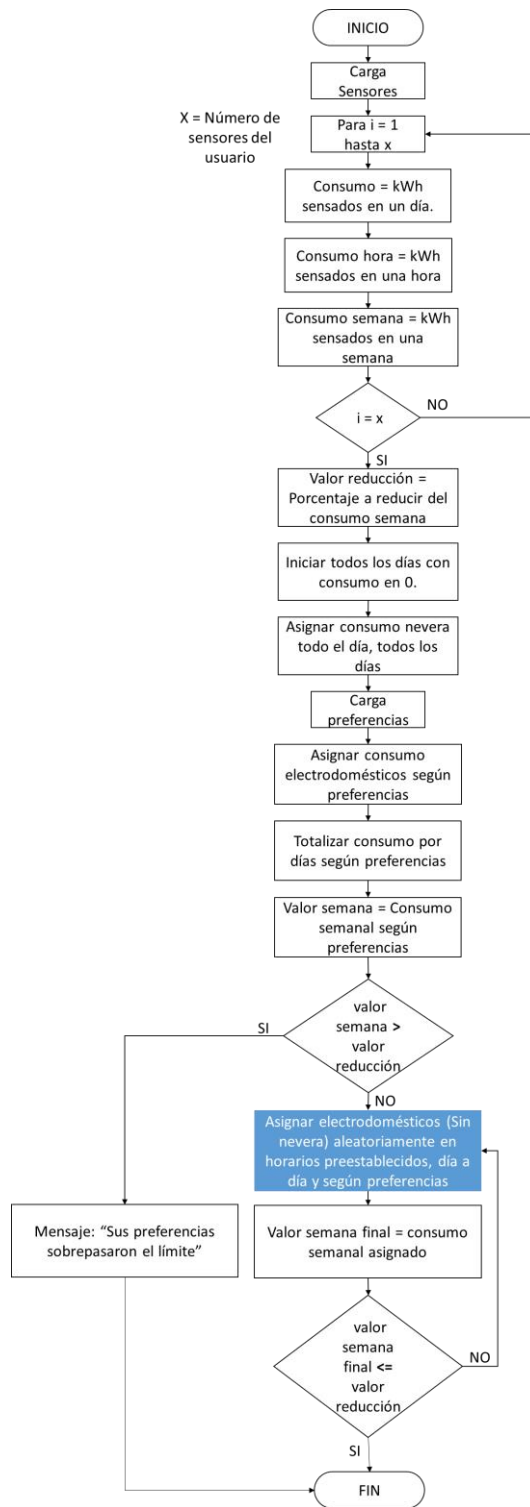 INICIO
Carga
Sensores
X = Número de
sensores del
usuario
Para i = 1
hasta x
Consumo = kWh
sensados en un día.
Consumo hora = kWh
sensados en una hora
Consumo semana = kWh
sensados en una
semana
i = x
NO
SI
Valor reducción =
Porcentaje a reducir del
consumo semana
Iniciar todos los días con
consumo en 0.
Asignar consumo nevera
todo el día, todos los
días
Carga
preferencias
Asignar consumo
electrodomésticos según
preferencias
Totalizar consumo por
días según preferencias
Valor semana = Consumo
semanal según
preferencias
valor
semana >
valor
reducción
SI
NO
Asignar electrodomésticos (Sin
nevera) aleatoriamente en
horarios preestablecidos, día a
día y según preferencias
Mensaje: “Sus preferencias
sobrepasaron el límite”
Valor semana final = consumo
semanal asignado
valor
semana
final <=
valor
reducción
NO
SI
FIN